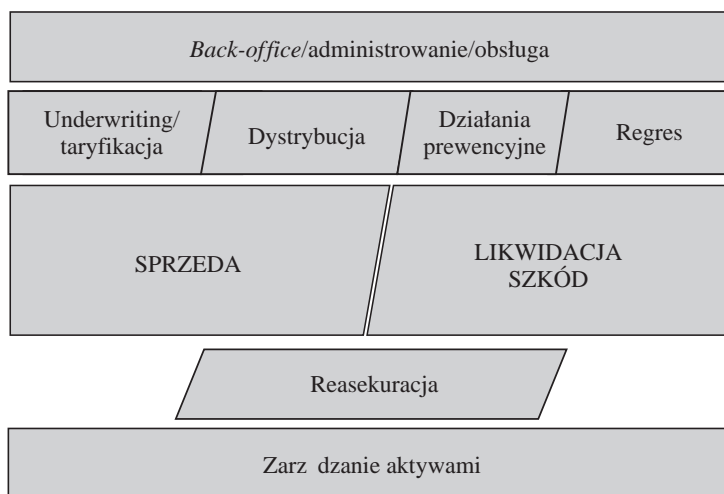 Back-office/administrowanie/obsługa
Underwriting/
taryfikacja
Dystrybucja
Działania
prewencyjne
Regres
SPRZEDA
LIKWIDACJA
SZKÓD
Reasekuracja
Zarz dzanie aktywami